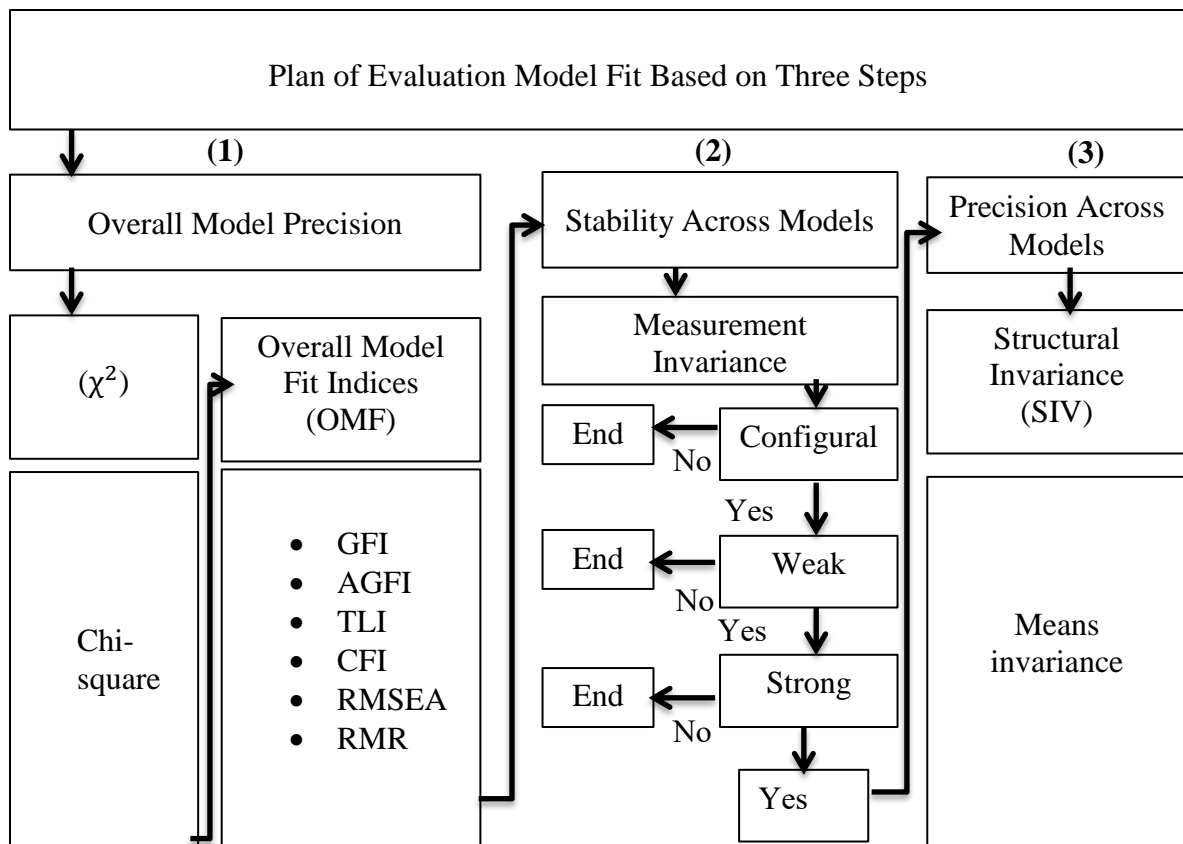 Plan of Evaluation Model Fit Based on Three Steps
(1)
Overall Model Precision
(χ²)
Chi-
square
Overall Model
Fit Indices
(OMF)
• GFI
• AGFI
• TLI
• CFI
• RMSEA
• RMR
(2)
Stability Across Models
Measurement
Invariance
Configural
End
No
Yes
Weak
End
No
Yes
Strong
End
No
Yes
(3)
Precision Across
Models
Structural
Invariance
(SIV)
Means
invariance